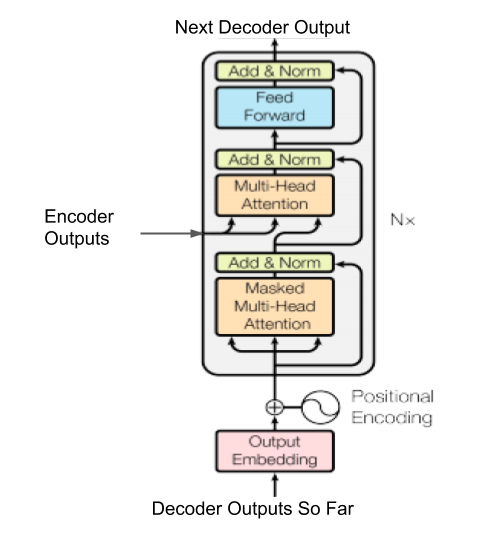 Next Decoder Output
Add & Norm
Feed
Forward
Add & Norm
Multi-Head
Attention
Encoder
Outputs
Nx
Add & Norm
Masked
Multi-Head
Attention
Positional
Encoding
Output
Embedding
Decoder Outputs So Far